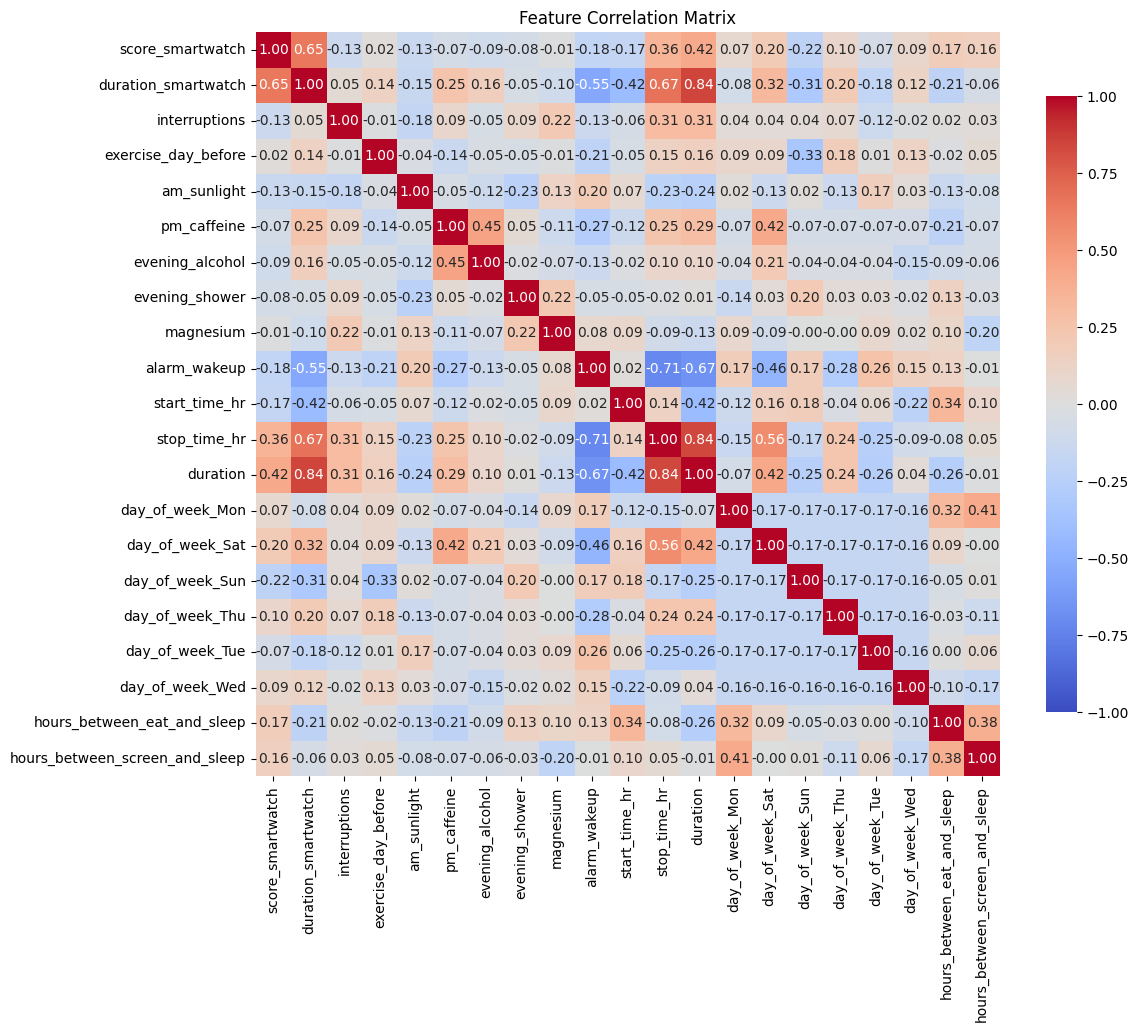 Feature Correlation Matrix
score_smartwatch 1.00 0.65 -0.13 0.02 -0.13 -0.07 -0.09 -0.08 -0.01 -0.18 -0.17 0.36 0.42 0.07 0.20 -0.22 0.10 -0.07 0.09 0.17 0.16
duration_smartwatch 0.65 1.00 0.05 0.14 -0.15 0.25 0.16 -0.05 -0.10 -0.55 -0.42 0.67 0.84 -0.08 0.32 -0.31 0.20 -0.18 0.12 -0.21 -0.06
interruptions -0.13 0.05 1.00 -0.01 -0.18 0.09 -0.05 0.09 0.22 -0.13 -0.06 0.31 0.31 0.04 0.04 0.04 0.07 -0.12 -0.02 0.02 0.03
exercise_day_before 0.02 0.14 -0.01 1.00 -0.04 -0.14 -0.05 -0.05 -0.01 -0.21 -0.05 0.15 0.16 0.09 0.09 -0.33 0.18 0.01 0.13 -0.02 0.05
am_sunlight -0.13 -0.15 -0.18 -0.04 1.00 -0.05 -0.12 -0.23 0.13 0.20 0.07 -0.23 -0.24 0.02 -0.13 0.02 -0.13 0.17 0.03 -0.13 -0.08
pm_caffeine -0.07 0.25 0.09 -0.14 -0.05 1.00 0.45 0.05 -0.11 -0.27 -0.12 0.25 0.29 -0.07 0.42 -0.07 -0.07 -0.07 -0.07 -0.21 -0.07
evening_alcohol -0.09 0.16 -0.05 -0.05 -0.12 0.45 1.00 -0.02 -0.07 -0.13 -0.02 0.10 0.10 -0.04 0.21 -0.04 -0.04 -0.04 -0.15 -0.09 -0.06
evening_shower -0.08 -0.05 0.09 -0.05 -0.23 0.05 -0.02 1.00 0.22 -0.05 -0.05 -0.02 0.01 -0.14 0.03 0.20 0.03 0.03 -0.02 0.13 -0.03
magnesium -0.01 -0.10 0.22 -0.01 0.13 -0.11 -0.07 0.22 1.00 0.08 0.09 -0.09 -0.13 0.09 -0.09 -0.00 -0.00 0.09 0.02 0.10 -0.20
alarm_wakeup -0.18 -0.55 -0.13 -0.21 0.20 -0.27 -0.13 -0.05 0.08 1.00 0.02 -0.71 -0.67 0.17 -0.46 0.17 -0.28 0.26 0.15 0.13 -0.01
start_time_hr -0.17 -0.42 -0.06 -0.05 0.07 -0.12 -0.02 -0.05 0.09 0.02 1.00 0.14 -0.42 -0.12 0.16 0.18 -0.04 0.06 -0.22 0.34 0.10
stop_time_hr 0.36 0.67 0.31 0.15 -0.23 0.25 0.10 -0.02 -0.09 -0.71 0.14 1.00 0.84 -0.15 0.56 -0.17 0.24 -0.25 -0.09 -0.08 0.05
duration 0.42 0.84 0.31 0.16 -0.24 0.29 0.10 0.01 -0.13 -0.67 -0.42 0.84 1.00 -0.07 0.42 -0.25 0.24 -0.26 0.04 -0.26 -0.01
day_of_week_Mon 0.07 -0.08 0.04 0.09 0.02 -0.07 -0.04 -0.14 0.09 0.17 -0.12 -0.15 -0.07 1.00 -0.17 -0.17 -0.17 -0.17 -0.16 0.32 0.41
day_of_week_Sat 0.20 0.32 0.04 0.09 -0.13 0.42 0.21 0.03 -0.09 -0.46 0.16 0.56 0.42 -0.17 1.00 -0.17 -0.17 -0.17 -0.16 0.09 -0.00
day_of_week_Sun -0.22 -0.31 0.04 -0.33 0.02 -0.07 -0.04 0.20 -0.00 0.17 0.18 -0.17 -0.25 -0.17 -0.17 1.00 -0.17 -0.17 -0.16 -0.05 0.01
day_of_week_Thu 0.10 0.20 0.07 0.18 -0.13 -0.07 -0.04 0.03 -0.00 -0.28 -0.04 0.24 0.24 -0.17 -0.17 -0.17 1.00 -0.17 -0.16 -0.03 -0.11
day_of_week_Tue -0.07 -0.18 -0.12 0.01 0.17 -0.07 -0.04 0.03 0.09 0.26 0.06 -0.25 -0.26 -0.17 -0.17 -0.17 -0.17 1.00 -0.16 0.00 0.06
day_of_week_Wed 0.09 0.12 -0.02 0.13 0.03 -0.07 -0.15 -0.02 0.02 0.15 -0.22 -0.09 0.04 -0.16 -0.16 -0.16 -0.16 -0.16 1.00 -0.10 -0.17
hours_between_eat_and_sleep 0.17 -0.21 0.02 -0.02 -0.13 -0.21 -0.09 0.13 0.10 0.13 0.34 -0.08 -0.26 0.32 0.09 -0.05 -0.03 0.00 -0.10 1.00 0.38
hours_between_screen_and_sleep 0.16 -0.06 0.03 0.05 -0.08 -0.07 -0.06 -0.03 -0.20 -0.01 0.10 0.05 -0.01 0.41 -0.00 0.01 -0.11 0.06 -0.17 0.38 1.00
score_smartwatch
duration_smartwatch
interruptions
exercise_day_before
am_sunlight
pm_caffeine
evening_alcohol
evening_shower
magnesium
alarm_wakeup
start_time_hr
stop_time_hr
duration
day_of_week_Mon
day_of_week_Sat
day_of_week_Sun
day_of_week_Thu
day_of_week_Tue
day_of_week_Wed
hours_between_eat_and_sleep
hours_between_screen_and_sleep
1.00
0.75
0.50
0.25
0.00
−0.25
−0.50
−0.75
−1.00